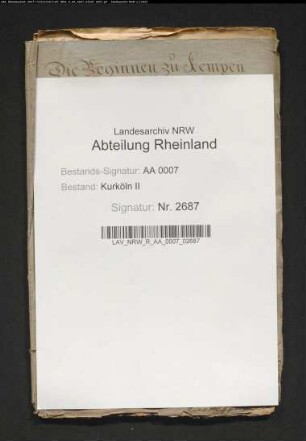 Die Beginnen zu Kempen
Landesarchiv NRW
Abteilung Rheinland
Bestands-Signatur: AA 0007
Bestand: Kurköln II
Signatur: Nr. 2687
LAV_NRW_R_AA_0007_02687